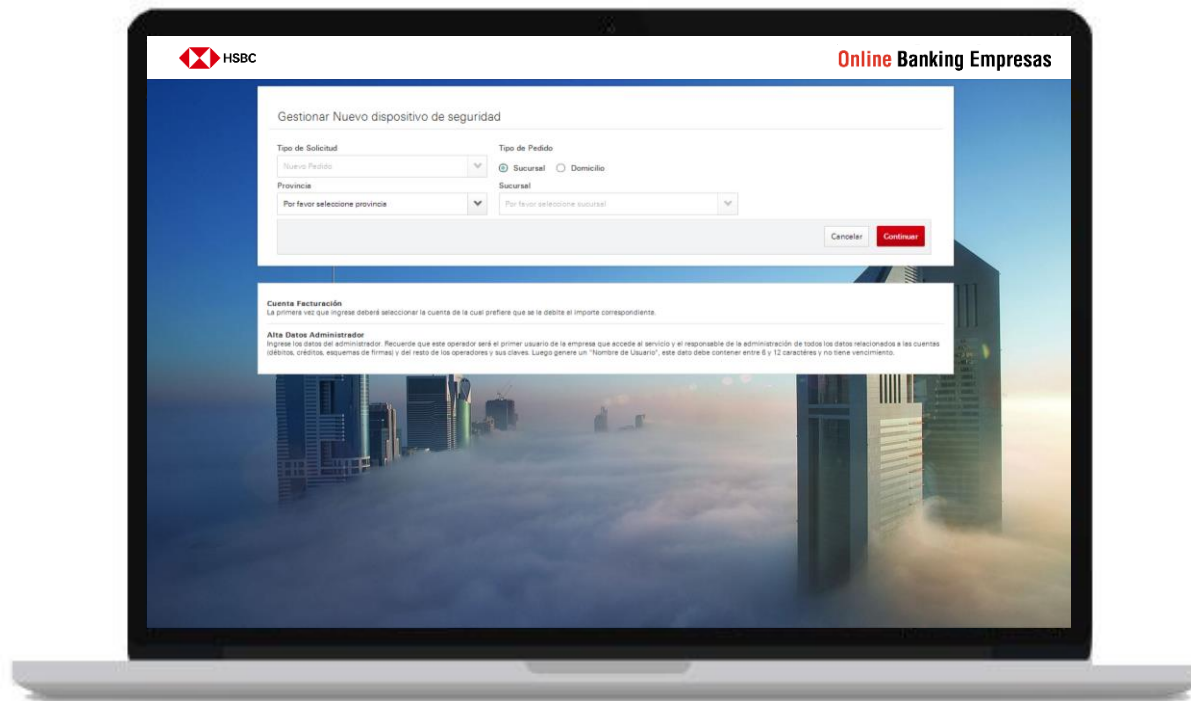 HSBC
Online Banking Empresas
Gestionar Nuevo dispositivo de seguridad
Tipo de Solicitud
Tipo de Pedido
Nuevo Pedido
Sucursal
Domicilio
Provincia
Sucursal
Por favor seleccione provincia
Por favor seleccione sucursal
Cancelar
Continuar
Cuenta Facturación
La primera vez que ingrese deberá seleccionar la cuenta de la cual prefiere que se le debite el importe correspondiente.
Alta Datos Administrador
Ingrese los datos del administrador. Recuerde que este operador será el primer usuario de la empresa que accede al servicio y el responsable de la administración de todos los datos relacionados a las cuentas
(débitos, créditos, esquemas de firmas) y del resto de los operadores y sus claves. Luego genere un "Nombre de Usuario", este dato debe contener entre 6 y 12 caractéres y no tiene vencimiento.